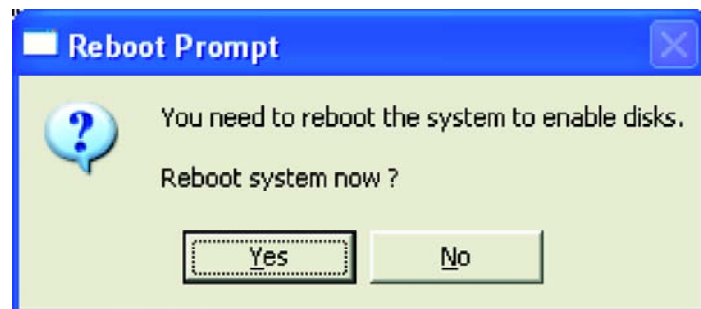 Reboot Prompt
You need to reboot the system to enable disks.
Reboot system now ?
Yes No